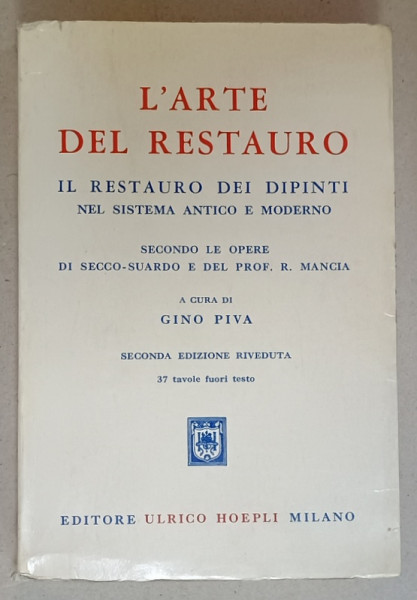 L'ARTE
DEL RESTAURO
IL RESTAURO DEI DIPINTI
NEL SISTEMA ANTICO E MODERNO
SECONDO LE OPERE
DI SECCO-SUARDO E DEL PROF. R. MANCIA
A CURA DI
GINO PIVA
SECONDA EDIZIONE RIVEDUTA
37 tavole fuori testo
EDITORE ULRICO HOEPLI MILANO